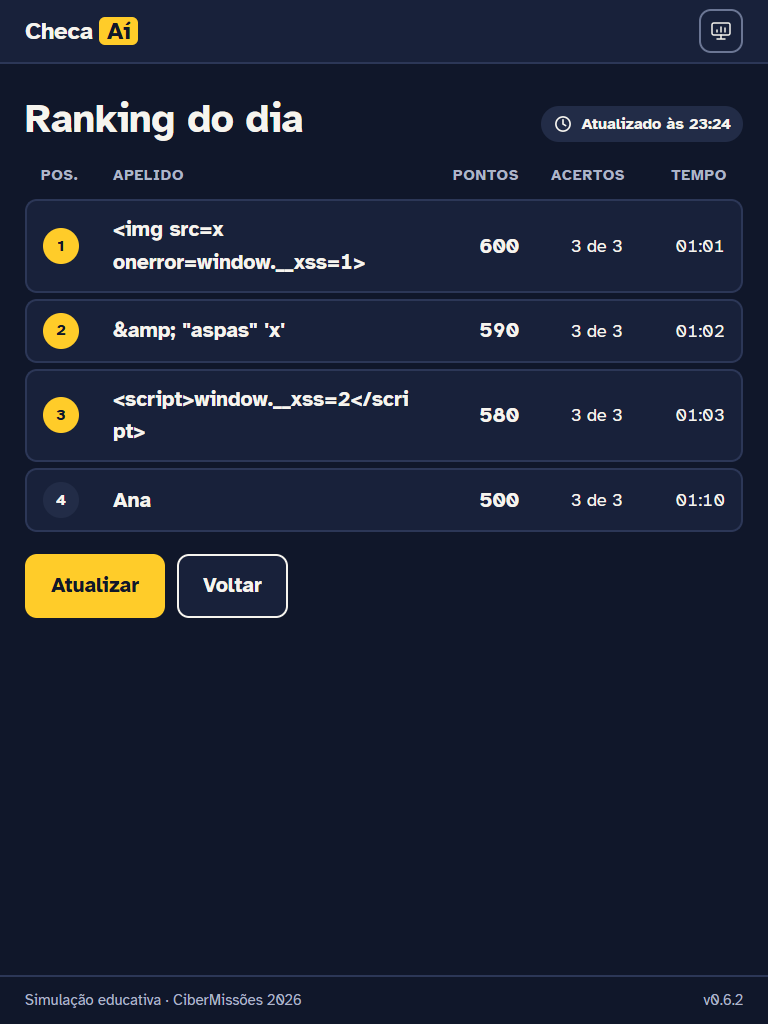 Checa Aí
Ranking do dia
Atualizado às 23:24
POS. APELIDO PONTOS ACERTOS TEMPO
1 <img src=x
onerror=window.__xss=1> 600 3 de 3 01:01
2 &amp; "aspas" 'x' 590 3 de 3 01:02
3 <script>window.__xss=2</scri
pt> 580 3 de 3 01:03
4 Ana 500 3 de 3 01:10
Atualizar Voltar
Simulação educativa · CiberMissões 2026 v0.6.2